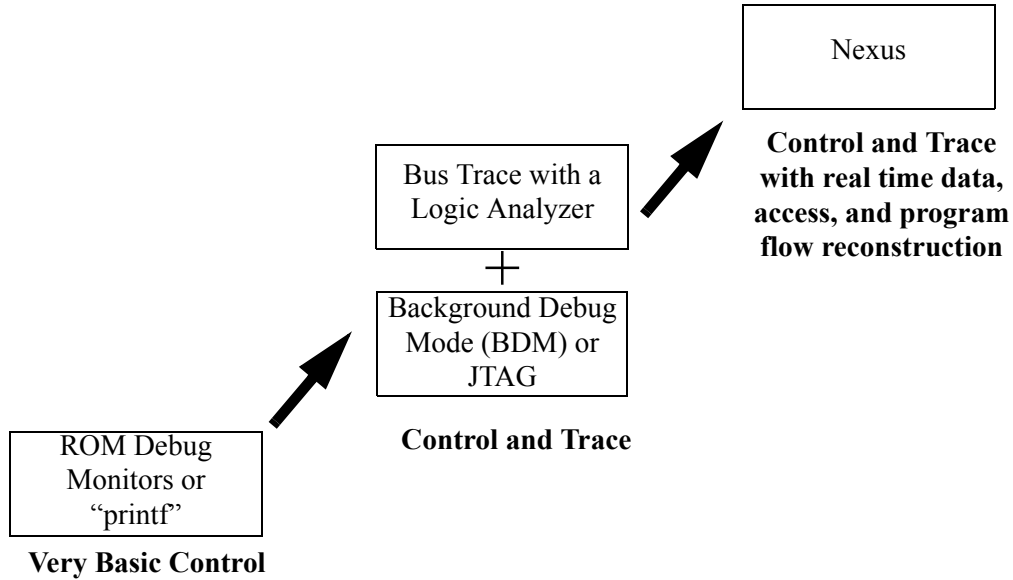 Nexus
Control and Trace
with real time data,
access, and program
flow reconstruction
Bus Trace with a
Logic Analyzer
+
Background Debug
Mode (BDM) or
JTAG
Control and Trace
ROM Debug
Monitors or
“printf”
Very Basic Control